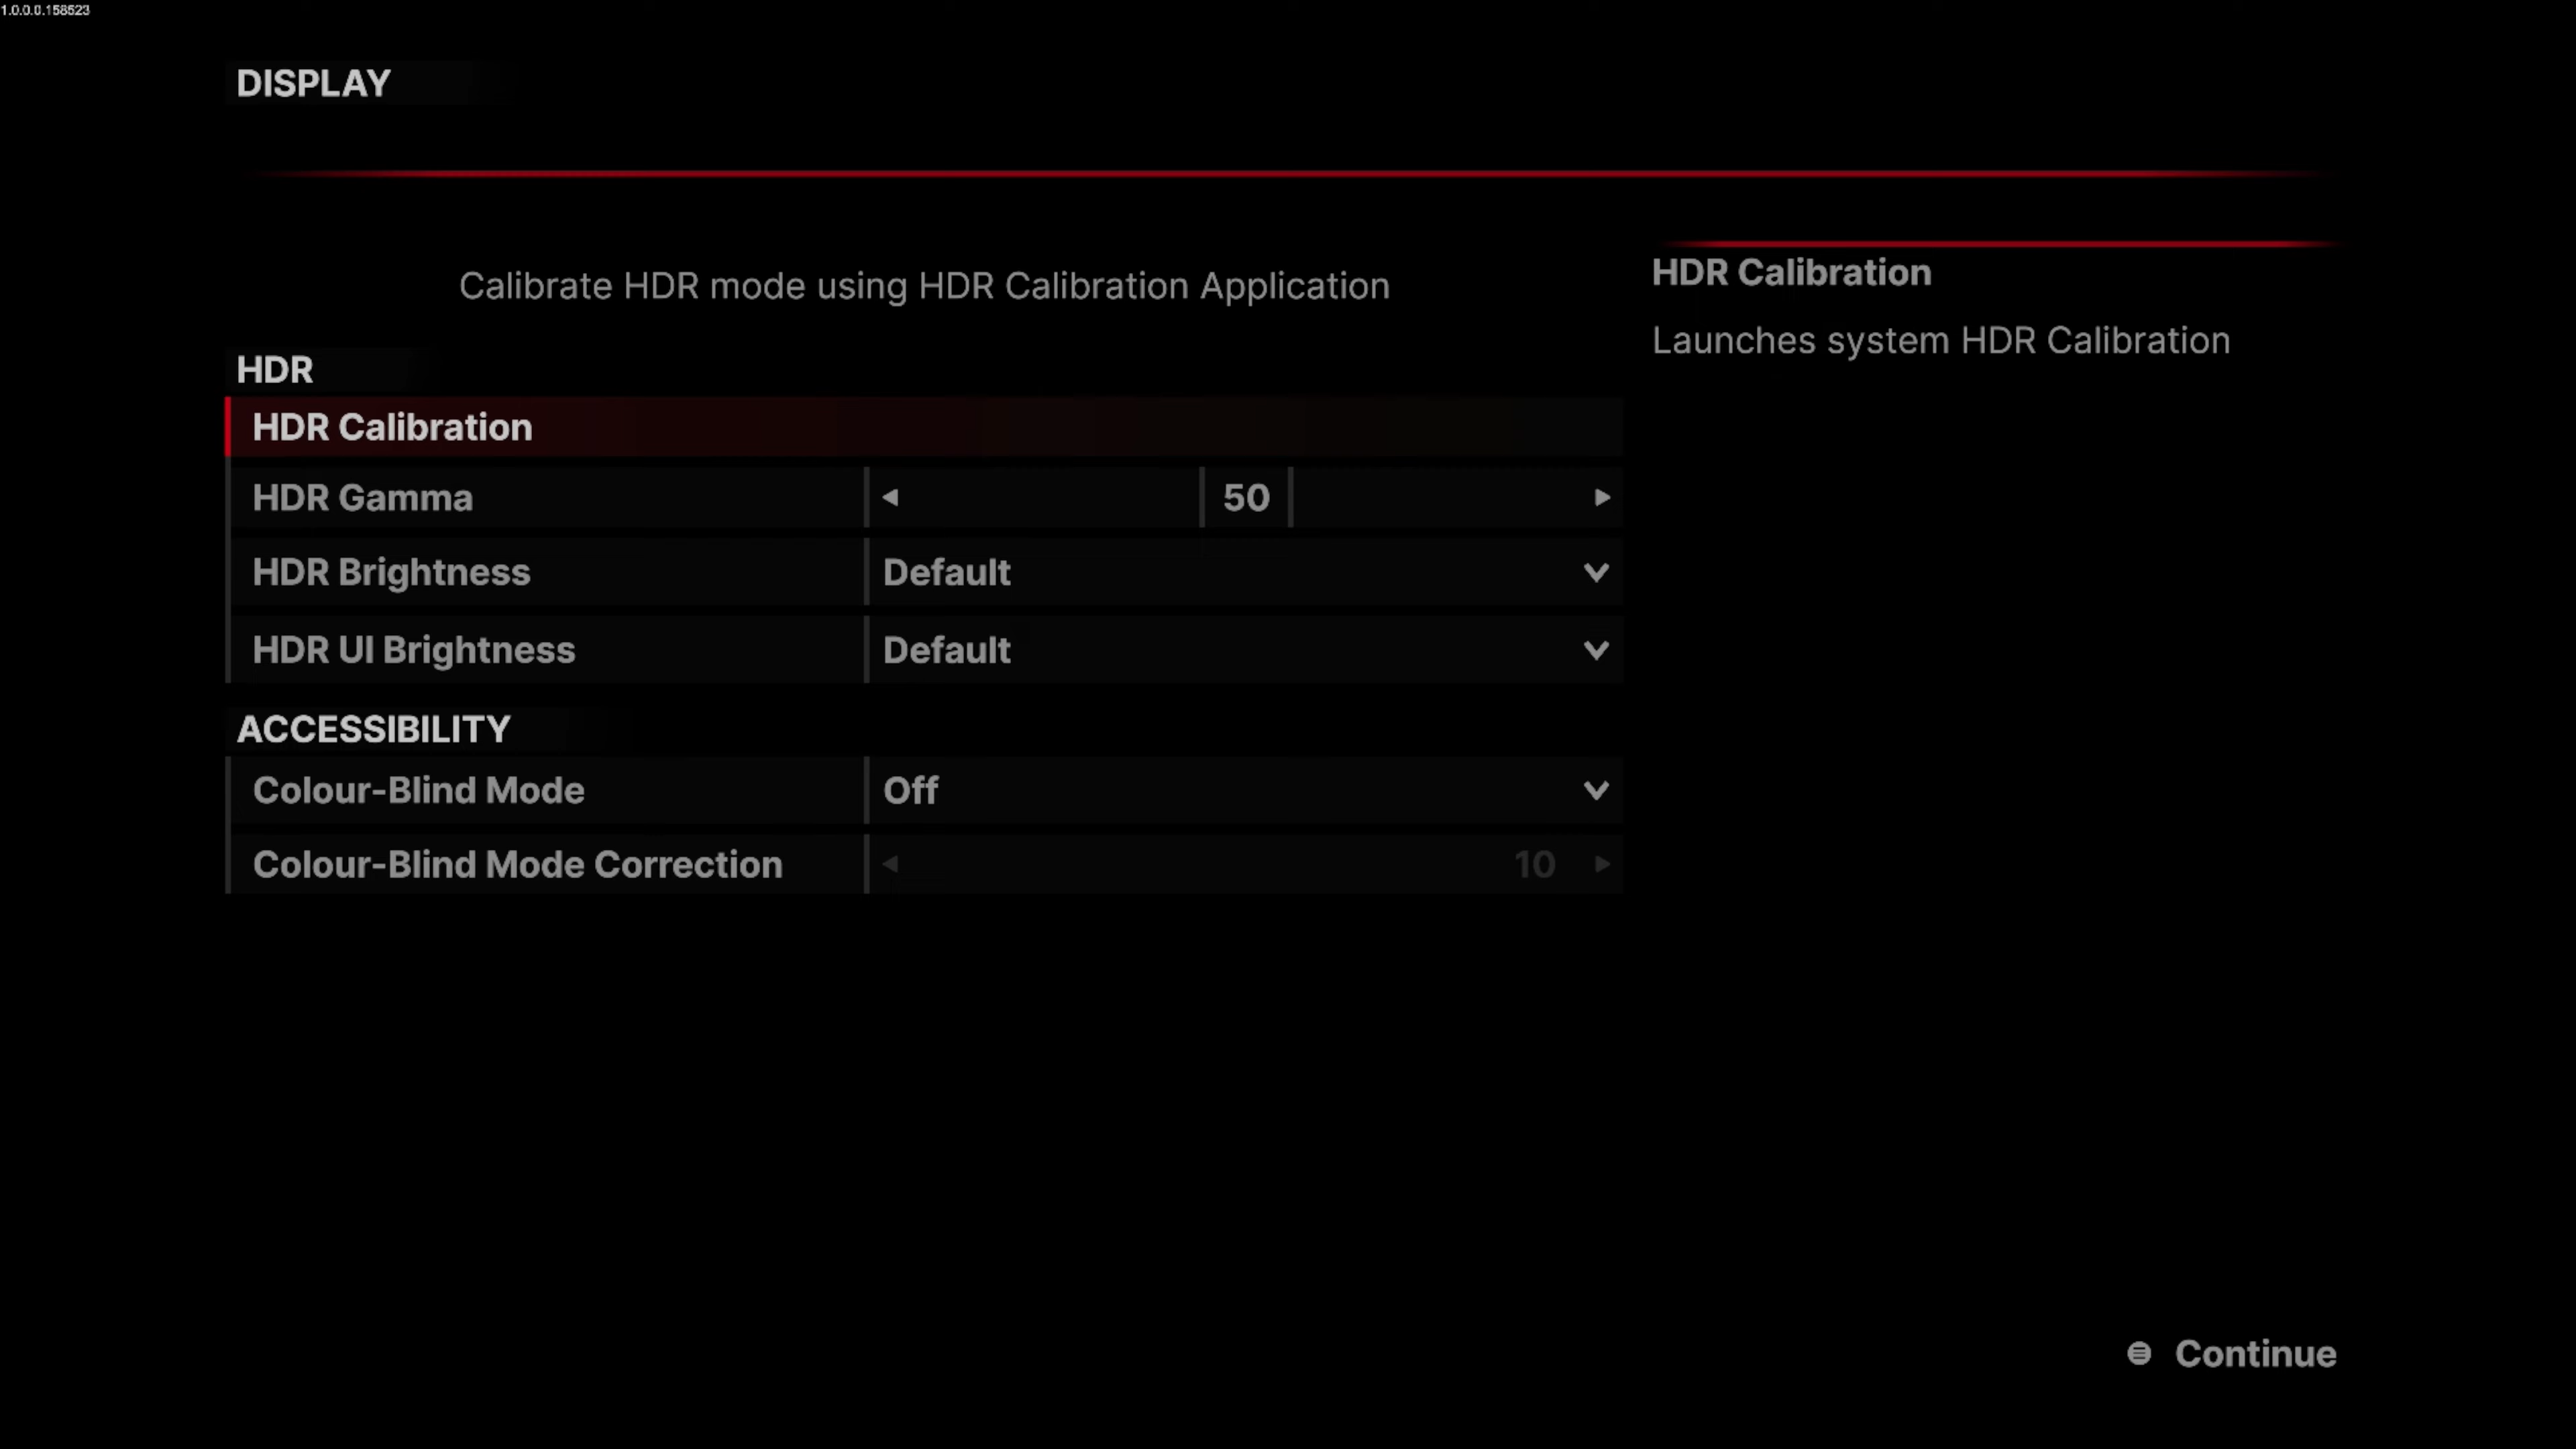 1.0.0.0.158523
DISPLAY
Calibrate HDR mode using HDR Calibration Application
HDR Calibration
Launches system HDR Calibration
HDR
HDR Calibration
HDR Gamma 50
HDR Brightness Default
HDR UI Brightness Default
ACCESSIBILITY
Colour-Blind Mode Off
Colour-Blind Mode Correction 10
Continue